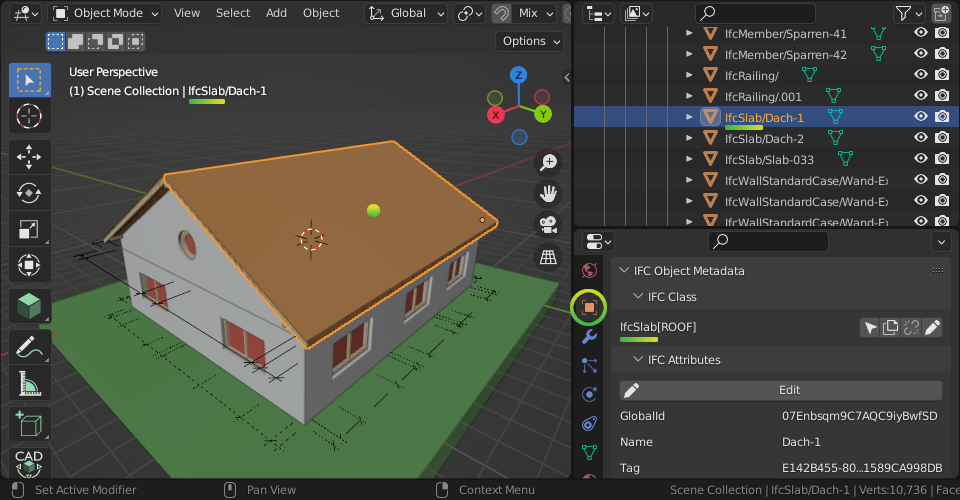 Object Mode View Select Add Object Global Mix
Options
User Perspective
(1) Scene Collection | IfcSlab/Dach-1
Z
X
Y
CAD
IfcMember/Sparren-41
IfcMember/Sparren-42
IfcRailing/
IfcRailing/.001
IfcSlab/Dach-1
IfcSlab/Dach-2
IfcSlab/Slab-033
IfcWallStandardCase/Wand-Ex
IfcWallStandardCase/Wand-Ex
IfcWallStandardCase/Wand-Ex
IFC Object Metadata
IFC Class
IfcSlab[ROOF]
IFC Attributes
Edit
GlobalId 07Enbsqm9C7AQC9iyBwfSD
Name Dach-1
Tag E142B455-80...1589CA998DB
Set Active Modifier Pan View Context Menu Scene Collection | IfcSlab/Dach-1 | Verts:10,736 | Face